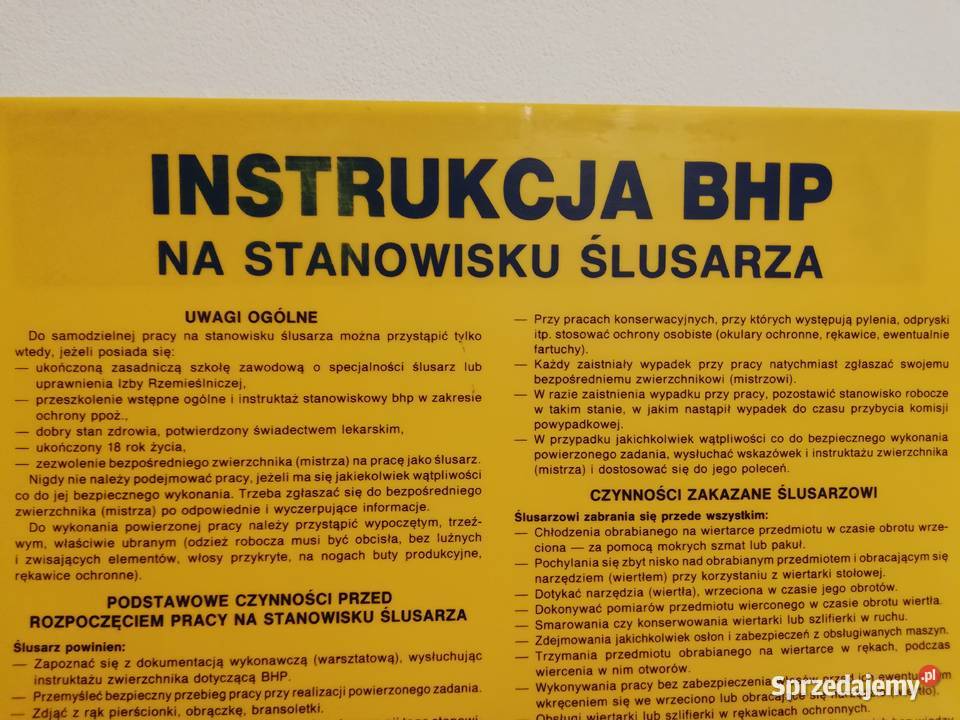 INSTRUKCJA BHP
NA STANOWISKU ŚLUSARZA
UWAGI OGÓLNE
Do samodzielnej pracy na stanowisku ślusarza można przystąpić tylko
wtedy, jeżeli posiada się:
— ukończoną zasadniczą szkołę zawodową o specjalności ślusarz lub
uprawnienia Izby Rzemieślniczej,
— przeszkolenie wstępne ogólne i instruktaż stanowiskowy bhp w zakresie
ochrony ppoż.,
— dobry stan zdrowia, potwierdzony świadectwem lekarskim,
— ukończony 18 rok życia,
— zezwolenie bezpośredniego zwierzchnika (mistrza) na pracę jako ślusarz.
Nigdy nie należy podejmować pracy, jeżeli ma się jakiekolwiek wątpliwości
co do jej bezpiecznego wykonania. Trzeba zgłaszać się do bezpośredniego
zwierzchnika (mistrza) po odpowiednie i wyczerpujące informacje.
Do wykonania powierzonej pracy należy przystąpić wypoczętym, trzeź-
wym, właściwie ubranym (odzież robocza musi być obcisła, bez luźnych
i zwisających elementów, włosy przykryte, na nogach buty produkcyjne,
rękawice ochronne).
PODSTAWOWE CZYNNOŚCI PRZED
ROZPOCZĘCIEM PRACY NA STANOWISKU ŚLUSARZA
Ślusarz powinien:
— Zapoznać się z dokumentacją wykonawczą (warsztatową), wysłuchując
instruktażu zwierzchnika dotyczącą BHP.
— Przemyśleć bezpieczny przebieg pracy przy realizacji powierzonego zadania.
— Zdjąć z rąk pierścionki, obrączkę, bransoletki.
— Przy pracach konserwacyjnych, przy których występują pylenia, odpryski
itp. stosować ochrony osobiste (okulary ochronne, rękawice, ewentualnie
fartuchy).
— Każdy zaistniały wypadek przy pracy natychmiast zgłaszać swojemu
bezpośredniemu zwierzchnikowi (mistrzowi).
— W razie zaistnienia wypadku przy pracy, pozostawić stanowisko robocze
w takim stanie, w jakim nastąpił wypadek do czasu przybycia komisji
powypadkowej.
— W przypadku jakichkolwiek wątpliwości co do bezpiecznego wykonania
powierzonego zadania, wysłuchać wskazówek i instruktażu zwierzchnika
(mistrza) i dostosować się do jego poleceń.
CZYNNOŚCI ZAKAZANE ŚLUSARZOWI
Ślusarzowi zabrania się przede wszystkim:
— Chłodzenia obrabianego na wiertarce przedmiotu w czasie obrotu wrze-
ciona — za pomocą mokrych szmat lub pakuł.
— Pochylania się zbyt nisko nad obrabianym przedmiotem i obracającym się
narzędziem (wiertłem) przy korzystaniu z wiertarki stołowej.
— Dotykać narzędzia (wiertła), wrzeciona w czasie jego obrotów.
— Dokonywać pomiarów przedmiotu wierconego w czasie obrotu wiertła.
— Smarowania czy konserwowania wiertarki lub szlifierki w ruchu.
— Zdejmowania jakichkolwiek osłon i zabezpieczeń z obsługiwanych maszyn.
— Trzymania przedmiotu obrabianego na wiertarce w rękach, podczas
wiercenia w nim otworów.
— Wykonywania pracy bez zabezpieczenia włosów przed ich ewentualnym
wkręceniem się we wrzeciono lub obracające się
— Obsługi wiertarki lub szlifierki w rękawicach ochronnych.
Sprzedajemy.pl